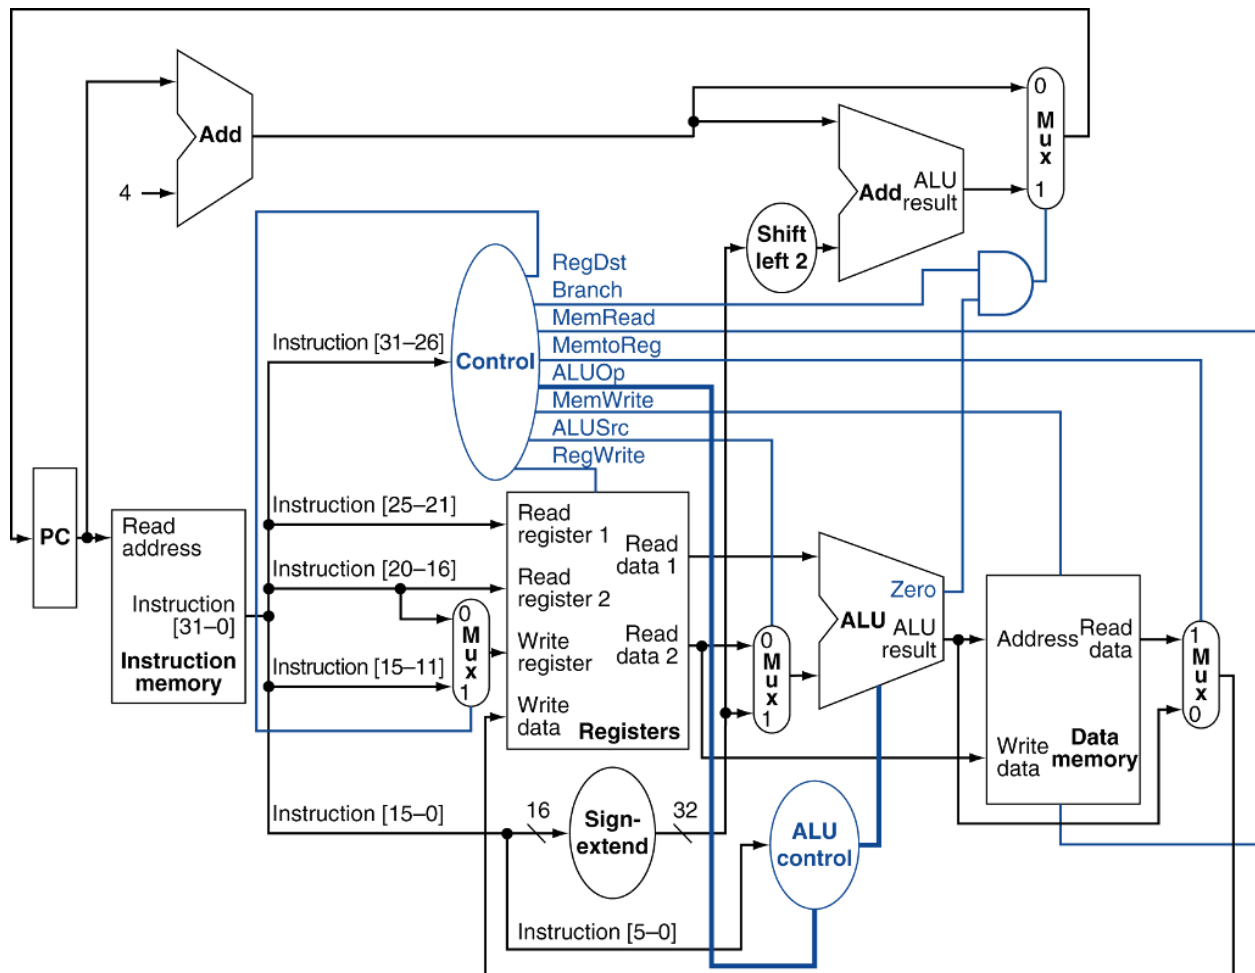 0
M
u
x
1
Add
ALU
Add result
4
Shift
left 2
RegDst
Branch
MemRead
MemtoReg
ALUOp
MemWrite
ALUSrc
RegWrite
Control
Instruction [31–26]
Instruction [25–21]
Instruction [20–16]
Instruction [15–11]
Instruction [15–0]
Instruction [5–0]
PC
Read
address
Instruction
[31–0]
Instruction
memory
0
M
u
x
1
Read
register 1
Read
register 2
Write
register
Write
data
Read
data 1
Read
data 2
Registers
0
M
u
x
1
Zero
ALU
ALU
result
Address
Read
data
Write
data
Data
memory
1
M
u
x
0
16
Sign-
extend
32
ALU
control